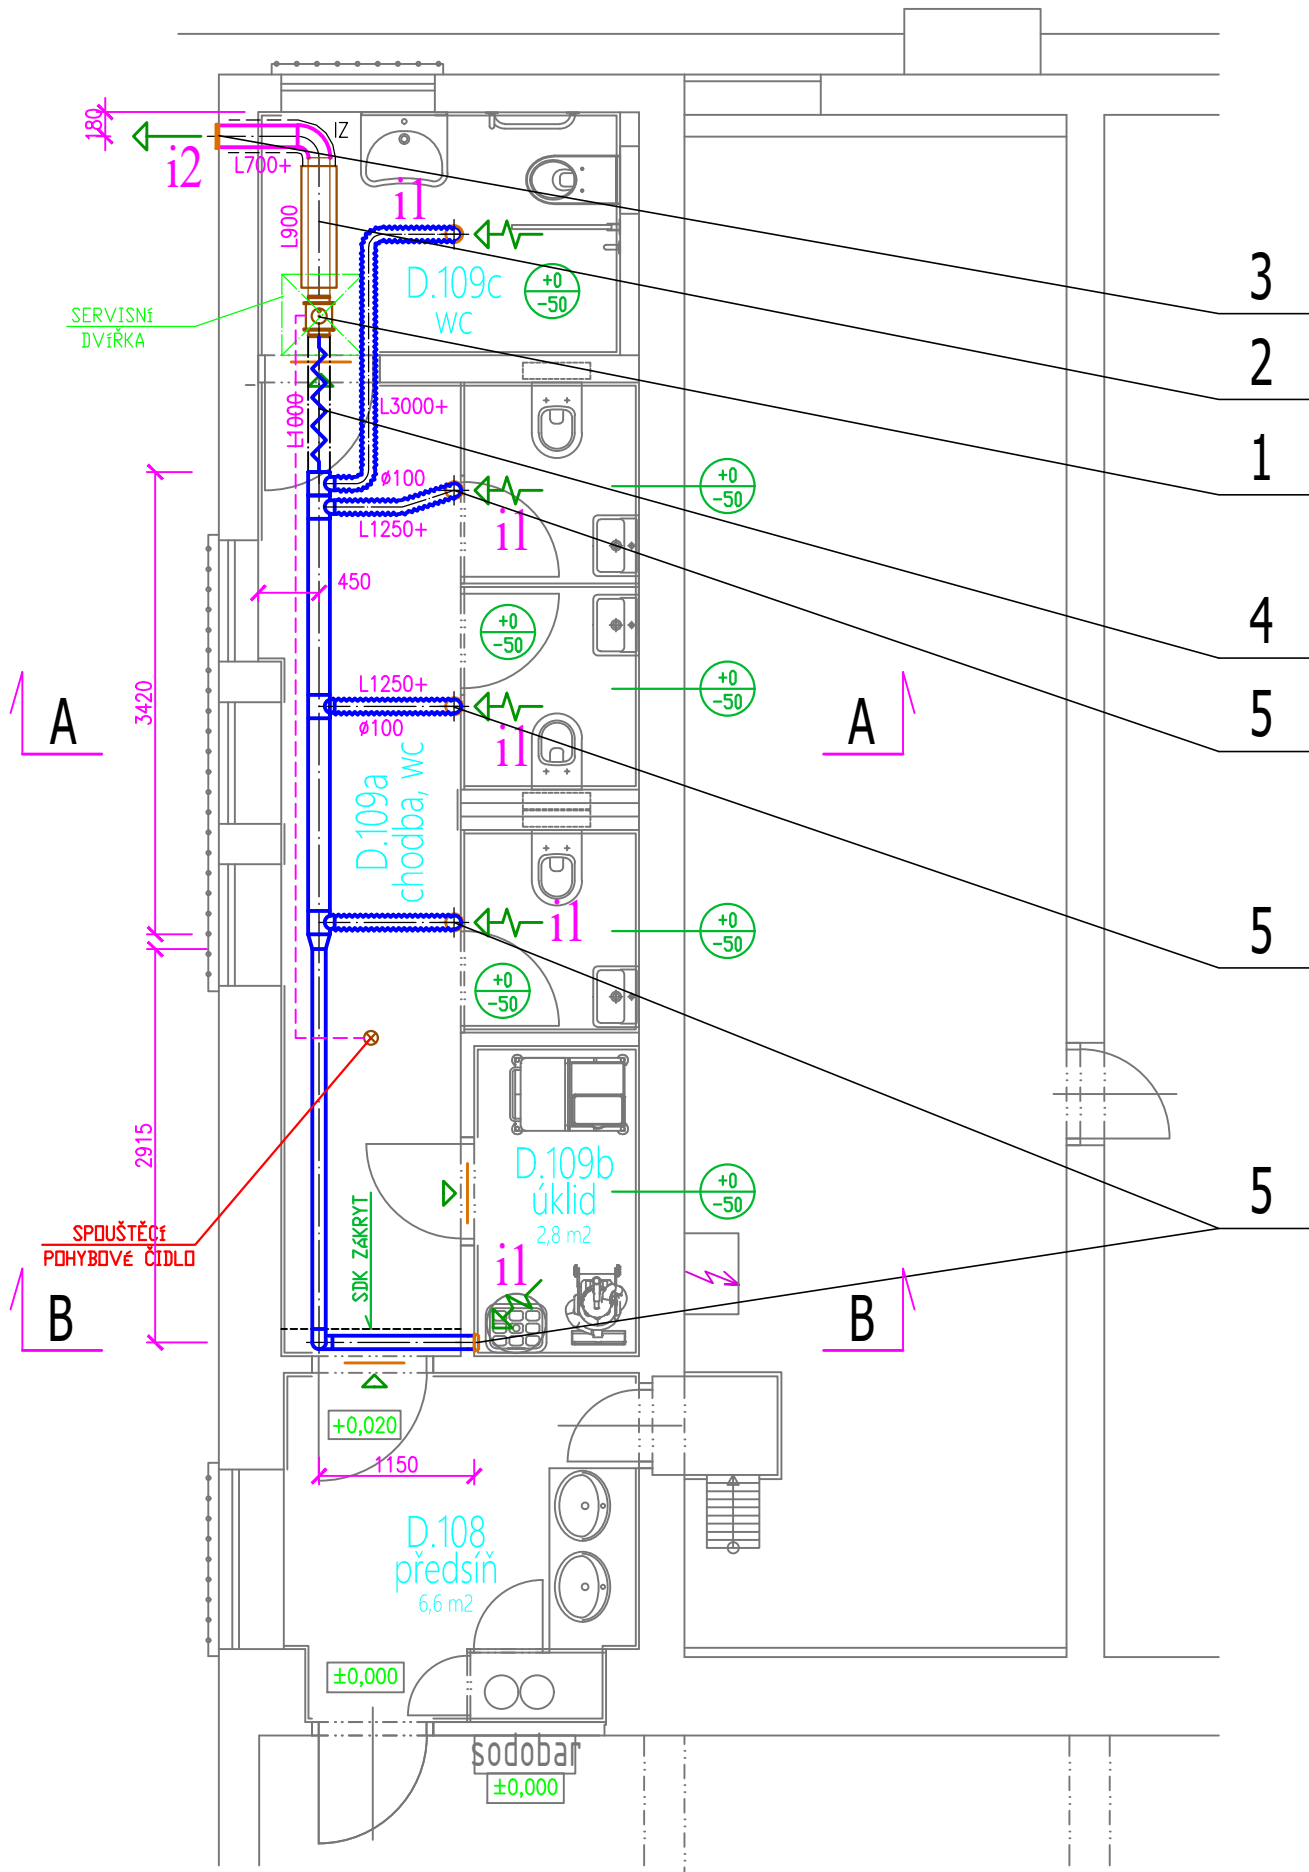 180
i2
L700+
IZ
i1
L900
D.109c
WC
+0
-50
3
2
1
SERVISNÍ
DVÍŘKA
L1000
L3000+
ø100
L1250+
i1
+0
-50
450
+0
-50
4
5
L1250+
ø100
i1
+0
-50
3420
A
A
D.109a
chodba, wc
i1
+0
-50
+0
-50
5
2915
SPOUŠTĚCÍ
POHYBOVÉ ČIDLO
SDK ZÁKRYT
D.109b
úklid
2,8 m2
i1
+0
-50
5
B
B
+0,020
1150
D.108
předsíň
6,6 m2
±0,000
sodobar
±0,000